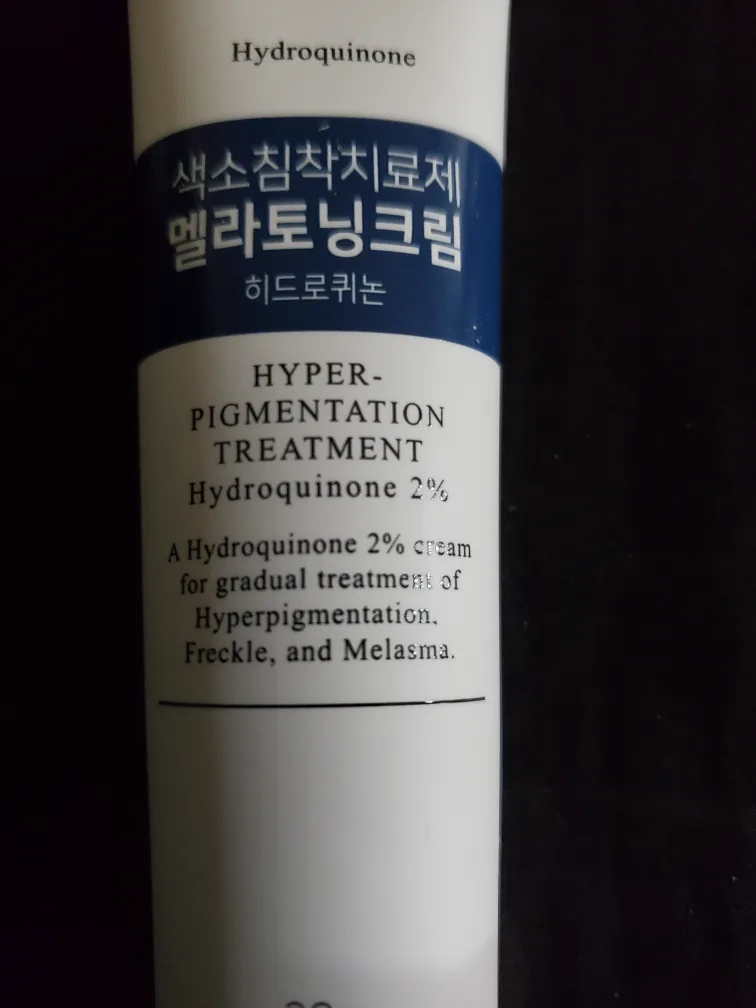 Hydroquinone
색소침착치료제
멜라토닝크림
히드로퀴논
HYPER-
PIGMENTATION
TREATMENT
Hydroquinone 2%
A Hydroquinone 2% cream
for gradual treatment of
Hyperpigmentation,
Freckle, and Melasma.